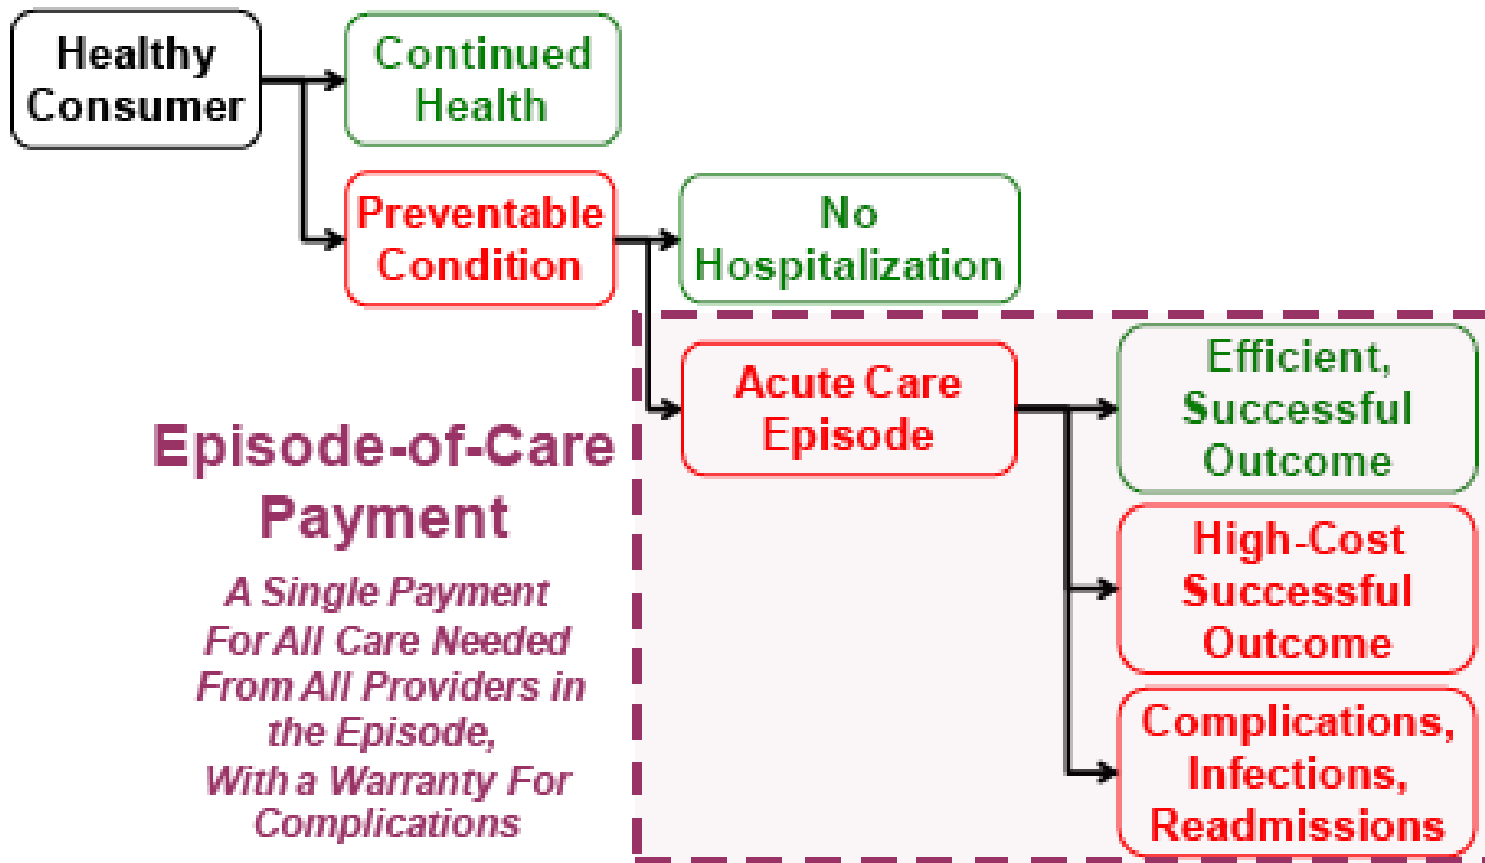 Healthy
Consumer
Continued
Health
Preventable
Condition
No
Hospitalization
Acute Care
Episode
Efficient,
Successful
Outcome
High-Cost
Successful
Outcome
Complications,
Infections,
Readmissions
Episode-of-Care
Payment
A Single Payment
For All Care Needed
From All Providers in
the Episode,
With a Warranty For
Complications